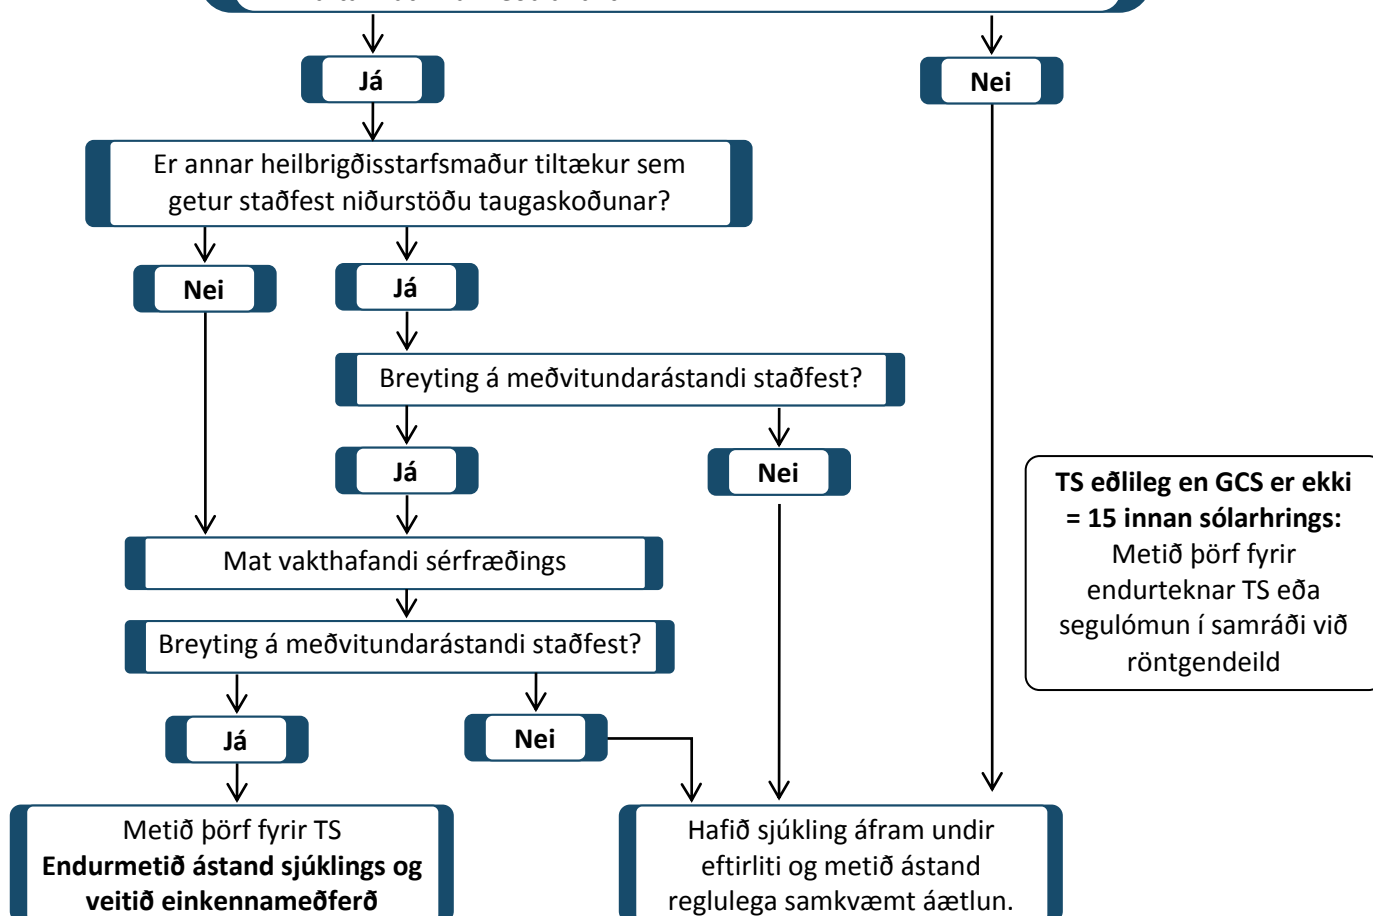 Já
Nei
Er annar heilbrigðisstarfsmaður tiltækur sem
getur staðfest niðurstöðu taugaskoðunar?
Nei
Já
Breyting á meðvitundarástandi staðfest?
Já
Nei
TS eðlileg en GCS er ekki
= 15 innan sólarhrings:
Metið þörf fyrir
endurteknar TS eða
segulómun í samráði við
röntgendeild
Mat vakthafandi sérfræðings
Breyting á meðvitundarástandi staðfest?
Já
Nei
Metið þörf fyrir TS
Endurmetið ástand sjúklings og
veitið einkennameðferð
Hafið sjúkling áfram undir
eftirliti og metið ástand
reglulega samkvæmt áætlun.